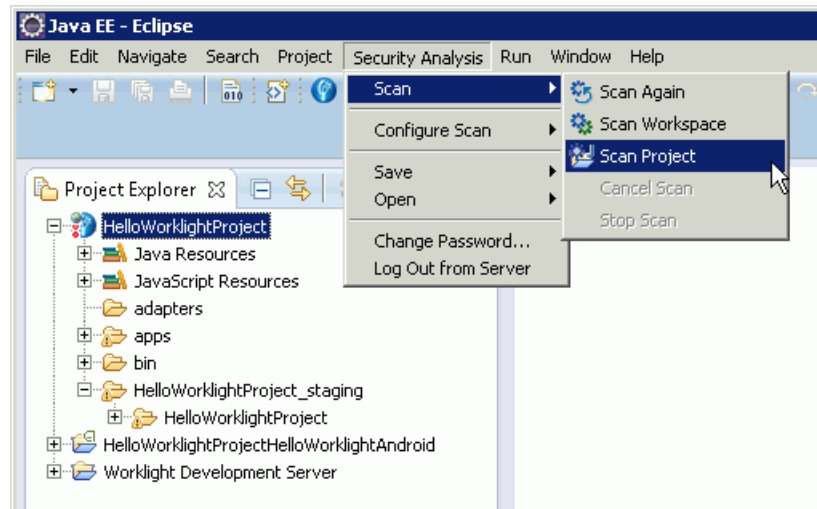 Java EE - Eclipse
File Edit Navigate Search Project Security Analysis Run Window Help
010
Scan
Configure Scan
Save
Open
Change Password...
Log Out from Server
Scan Again
Scan Workspace
Scan Project
Cancel Scan
Stop Scan
Project Explorer
HelloWorklightProject
Java Resources
JavaScript Resources
adapters
apps
bin
HelloWorklightProject_staging
HelloWorklightProject
HelloWorklightProjectHelloWorklightAndroid
Worklight Development Server